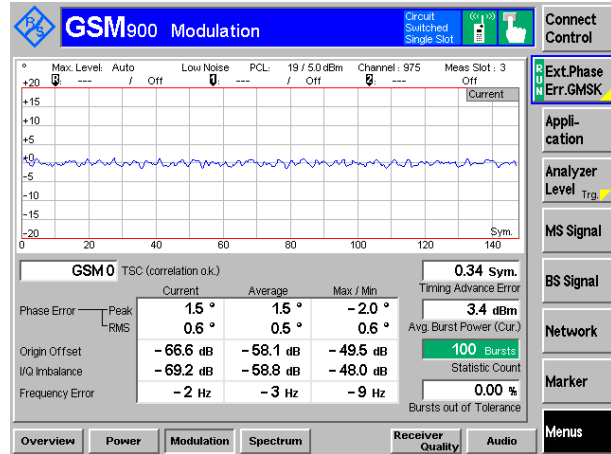 R S GSM900 Modulation Circuit Switched Single Slot
Connect Control
° Max. Level: Auto Low Noise PCL: 19 / 5.0 dBm Channel : 975 Meas Slot : 3
+20 --- / Off --- / Off --- Off
RUN Ext.Phase Err.GMSK
Current
+15
+10
+5
+0
-5
-10
-15
-20 Sym.
0 20 40 60 80 100 120 140
Appli- cation
Analyzer Level Trg.
MS Signal
BS Signal
Network
Marker
Menus
GSM 0 TSC (correlation o.k.)
0.34 Sym.
Timing Advance Error
Current Average Max / Min
Phase Error Peak 1.5 ° 1.5 ° -2.0 °
RMS 0.6 ° 0.5 ° 0.6 °
3.4 dBm
Avg. Burst Power (Cur.)
Origin Offset -66.6 dB -58.1 dB -49.5 dB
I/Q Imbalance -69.2 dB -58.8 dB -48.0 dB
Frequency Error -2 Hz -3 Hz -9 Hz
100 Bursts
Statistic Count
0.00 %
Bursts out of Tolerance
Overview Power Modulation Spectrum Receiver Quality Audio